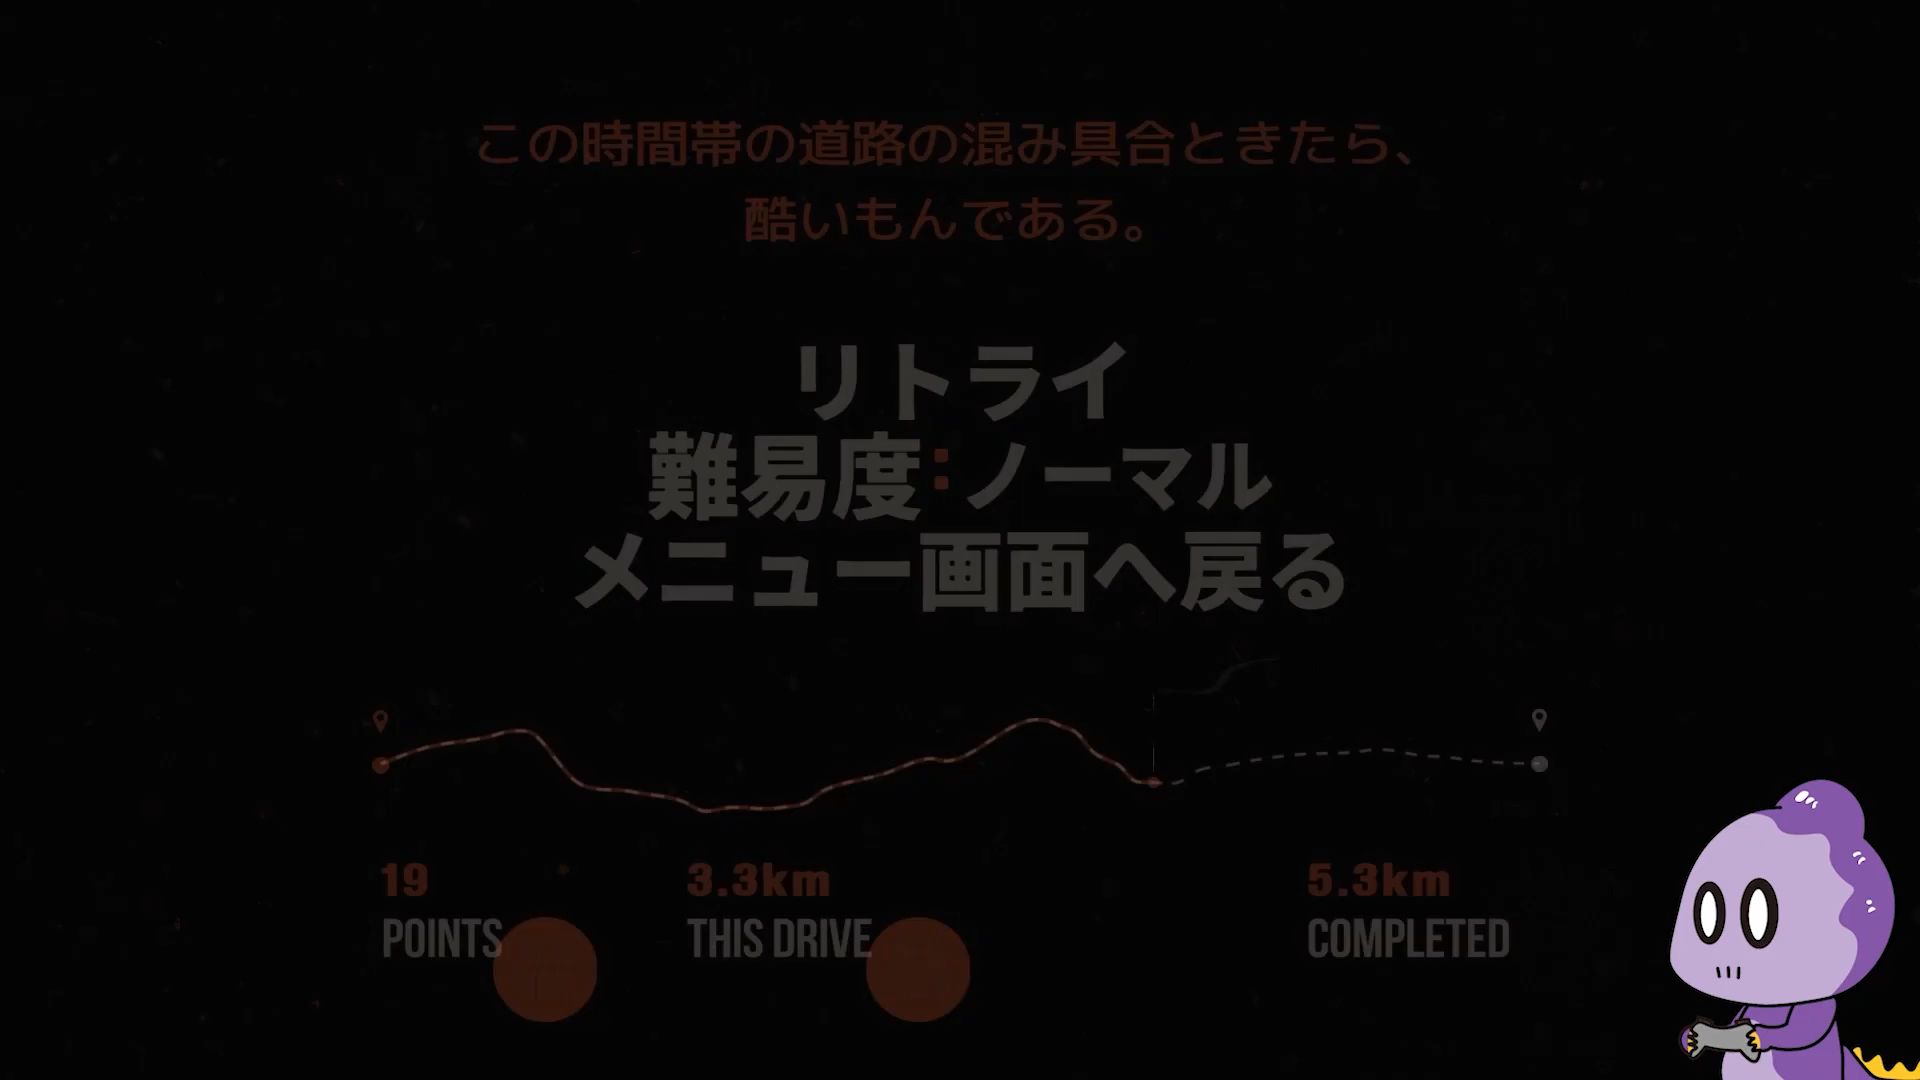 この時間帯の道路の混み具合ときたら、
酷いもんである。
リトライ
難易度:ノーマル
メニュー画面へ戻る
19
POINTS
3.3km
THIS DRIVE
5.3km
COMPLETED